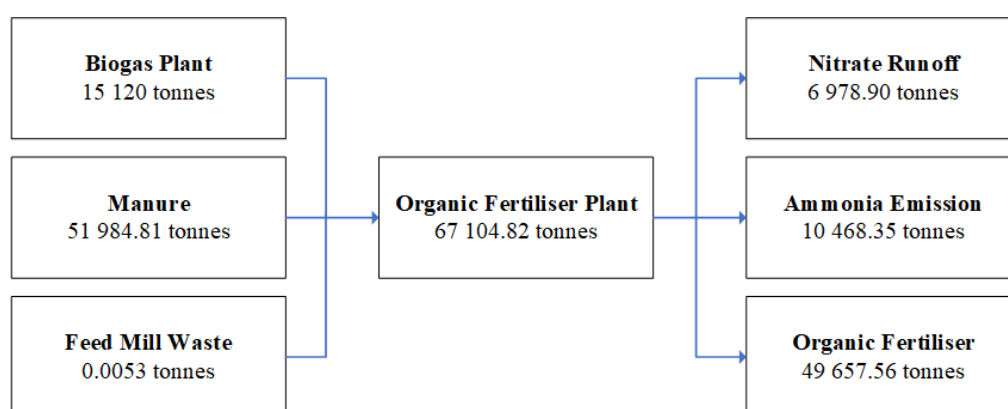 Biogas Plant
15 120 tonnes
Manure
51 984.81 tonnes
Feed Mill Waste
0.0053 tonnes
Organic Fertiliser Plant
67 104.82 tonnes
Nitrate Runoff
6 978.90 tonnes
Ammonia Emission
10 468.35 tonnes
Organic Fertiliser
49 657.56 tonnes